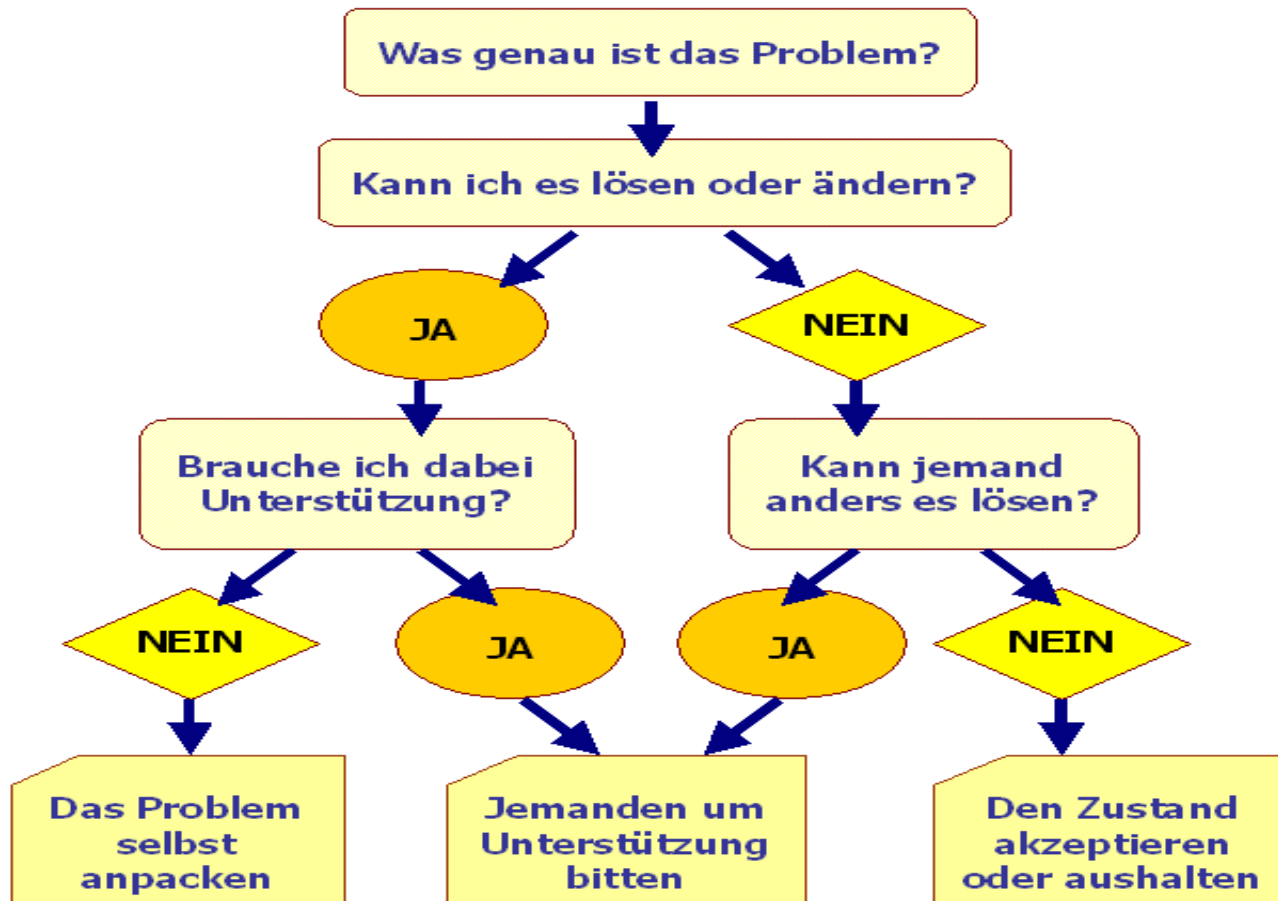 Was genau ist das Problem?
Kann ich es lösen oder ändern?
JA
NEIN
Brauche ich dabei
Unterstützung?
Kann jemand
anders es lösen?
NEIN
JA
JA
NEIN
Das Problem
selbst
anpacken
Jemanden um
Unterstützung
bitten
Den Zustand
akzeptieren
oder aushalten